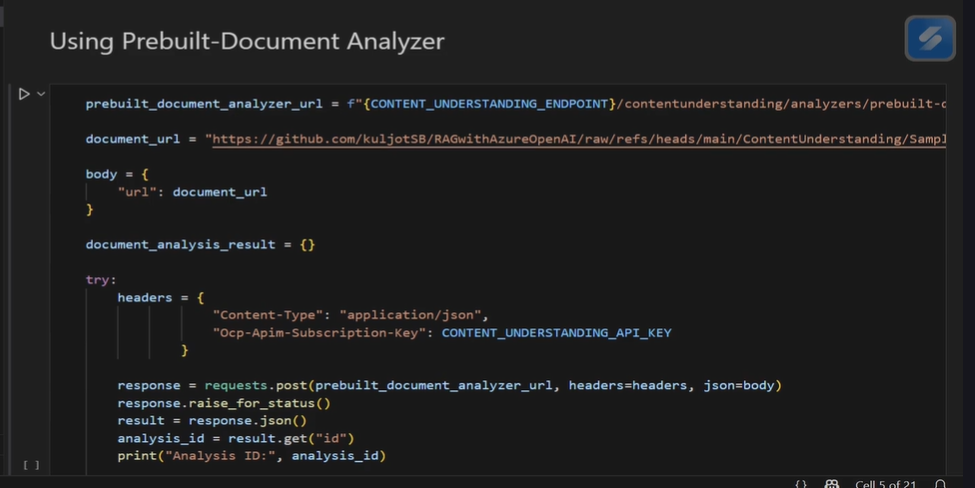 Using Prebuilt-Document Analyzer
prebuilt_document_analyzer_url = f"{CONTENT_UNDERSTANDING_ENDPOINT}/contentunderstanding/analyzers/prebuilt-d
document_url = "https://github.com/kuljotSB/RAGwithAzureOpenAI/raw/refs/heads/main/ContentUnderstanding/Sampl
body = {
"url": document_url
}
document_analysis_result = {}
try:
headers = {
"Content-Type": "application/json",
"Ocp-Apim-Subscription-Key": CONTENT_UNDERSTANDING_API_KEY
}
response = requests.post(prebuilt_document_analyzer_url, headers=headers, json=body)
response.raise_for_status()
result = response.json()
analysis_id = result.get("id")
print("Analysis ID:", analysis_id)
[ ]
{} Cell 5 of 21